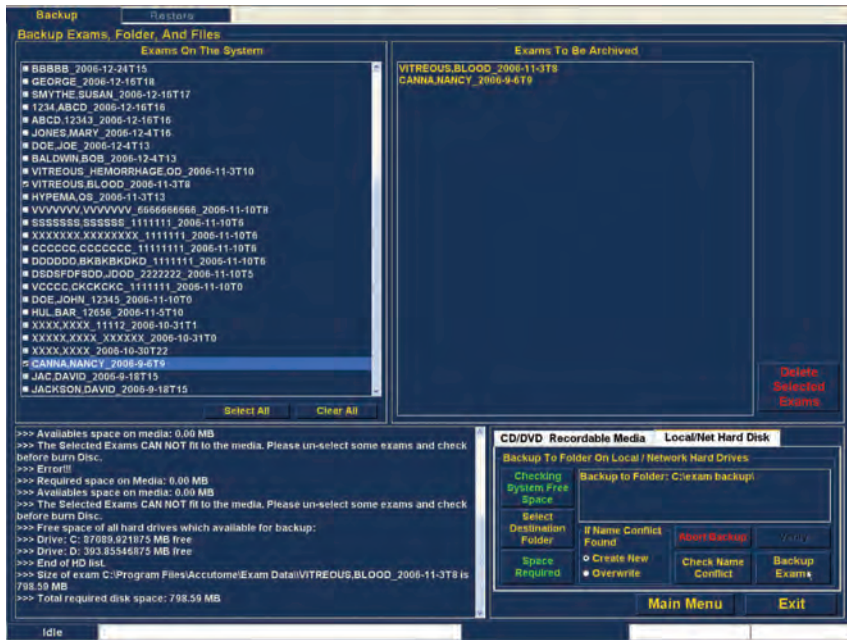 Backup
Restore
Backup Exams, Folder, And Files
Exams On The System
BBBBB_2006-12-24T15
GEORGE_2006-12-16T18
SMYTHE,SUSAN_2006-12-16T17
1234,ABCD_2006-12-16T16
ABCD,12343_2006-12-16T16
JONES,MARY_2006-12-4T16
DOE,JOE_2006-12-4T13
BALDWIN,BOB_2006-12-4T13
VITREOUS_HEMORRHAGE,OD_2006-11-3T10
VITREOUS,BLOOD_2006-11-3T8
HYPEMA,OS_2006-11-3T13
VVVVVVV,VVVVVVV_6666666666_2006-11-10T8
SSSSSSS,SSSSSS_1111111_2006-11-10T6
XXXXXXX,XXXXXXXX_1111111_2006-11-10T6
CCCCCC,CCCCCCC_11111111_2006-11-10T6
DDDDDD,BKBKBKDKD_1111111_2006-11-10T6
DSDSFDFSDD,JDOD_2222222_2006-11-10T5
VCCCC,CKCKCKC_1111111_2006-11-10T0
DOE,JOHN_12345_2006-11-10T0
HUL,BAR_12656_2006-11-5T10
XXXX,XXXX_11112_2006-10-31T1
XXXXX,XXXX_XXXXXX_2006-10-31T0
XXXX,XXXX_2006-10-30T22
CANNA,NANCY_2006-9-6T9
JAC,DAVID_2006-9-18T15
JACKSON,DAVID_2006-9-18T15
Select All
Clear All
Exams To Be Archived
VITREOUS,BLOOD_2006-11-3T8
CANNA,NANCY_2006-9-6T9
Delete
Selected
Exams
>>> Availables space on media: 0.00 MB
>>> The Selected Exams CAN NOT fit to the media. Please un-select some exams and check
before burn Disc.
>>> Error!!!
>>> Required space on Media: 0.00 MB
>>> Availables space on media: 0.00 MB
>>> The Selected Exams CAN NOT fit to the media. Please un-select some exams and check
before burn Disc.
>>> Free space of all hard drives which available for backup:
>>> Drive: C: 87089.921875 MB free
>>> Drive: D: 393.85546875 MB free
>>> End of HD list.
>>> Size of exam C:\Program Files\Accutome\Exam Data\\VITREOUS,BLOOD_2006-11-3T8 is
798.59 MB
>>> Total required disk space: 798.59 MB
CD/DVD Recordable Media
Local/Net Hard Disk
Backup To Folder On Local / Network Hard Drives
Checking
System Free
Space
Backup to Folder: C:\exam backup\
Select
Destination
Folder
If Name Conflict
Found
Abort Backup
Space
Required
Create New
Overwrite
Check Name
Conflict
Backup
Exams
Main Menu
Exit
Idle